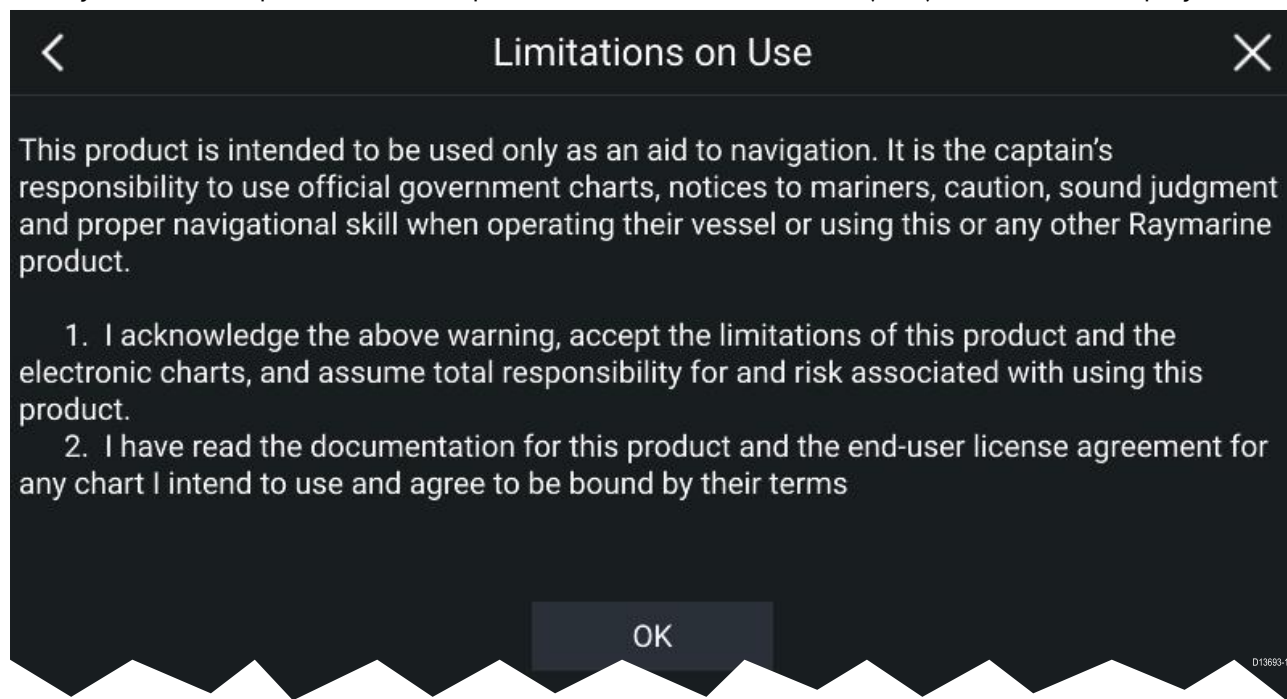 Limitations on Use
This product is intended to be used only as an aid to navigation. It is the captain’s
responsibility to use official government charts, notices to mariners, caution, sound judgment
and proper navigational skill when operating their vessel or using this or any other Raymarine
product.
1. I acknowledge the above warning, accept the limitations of this product and the
electronic charts, and assume total responsibility for and risk associated with using this
product.
2. I have read the documentation for this product and the end-user license agreement for
any chart I intend to use and agree to be bound by their terms
OK
D13693-1